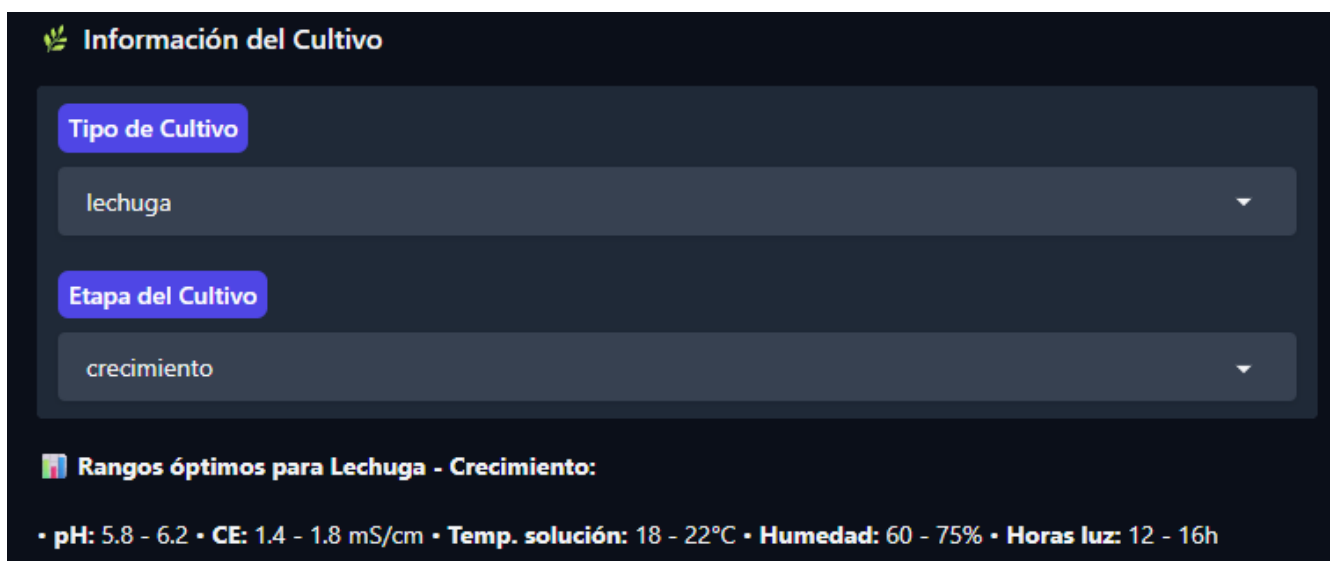 Información del Cultivo
Tipo de Cultivo
lechuga
Etapa del Cultivo
crecimiento
Rangos óptimos para Lechuga - Crecimiento:
• pH: 5.8 - 6.2 • CE: 1.4 - 1.8 mS/cm • Temp. solución: 18 - 22°C • Humedad: 60 - 75% • Horas luz: 12 - 16h